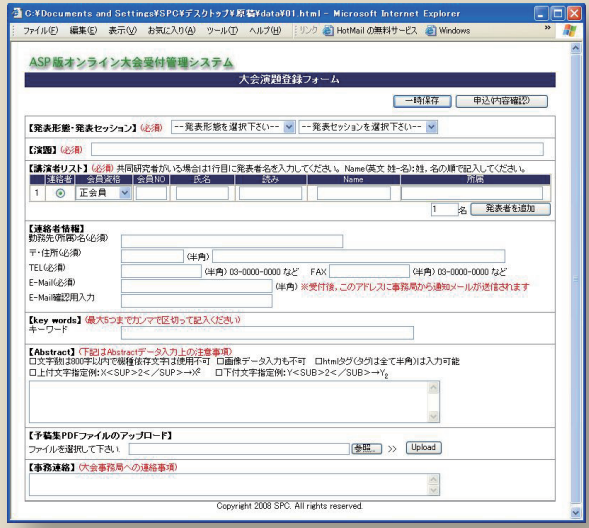 C:¥Documents and Settings¥SPC¥デスクトップ¥原稿¥data¥01.html - Microsoft Internet Explorer
ファイル(F) 編集(E) 表示(V) お気に入り(A) ツール(T) ヘルプ(H) リンク HotMail の無料サービス Windows »
ASP版オンライン大会受付管理システム
大会演題登録フォーム
一時保存 申込(内容確認)
【発表形態・発表セッション】(必須) --発表形態を選択下さい-- --発表セッションを選択下さい--
【演題】(必須)
【講演者リスト】(必須) 共同研究者がいる場合は1行目に発表者名を入力してください。Name(英文 姓-名):姓, 名の順で記入してください。
連絡者 会員資格 会員NO 氏名 読み Name 所属
1 正会員
1 名 発表者を追加
【連絡者情報】
勤務先(所属)名(必須)
〒・住所(必須) (半角)
TEL(必須) (半角) 03-0000-0000 など FAX (半角) 03-0000-0000 など
E-Mail(必須) (半角) ※受付後、このアドレスに事務局から通知メールが送信されます
E-Mail確認用入力
【key words】(最大5つまでカンマで区切って記入ください)
キーワード
【Abstract】(下記はAbstractデータ入力上の注意事項)
□文字数は800字以内で機種依存文字は使用不可 □画像データ入力も不可 □htmlタグ(タグは全て半角)は入力可能
□上付文字指定例:X<SUP>2</SUP>→X² □下付文字指定例:Y<SUB>2</SUB>→Y₂
【予稿集PDFファイルのアップロード】
ファイルを選択して下さい 参照... >> Upload
【事務連絡】(大会事務局への連絡事項)
Copyright 2008 SPC. All rights reserved.